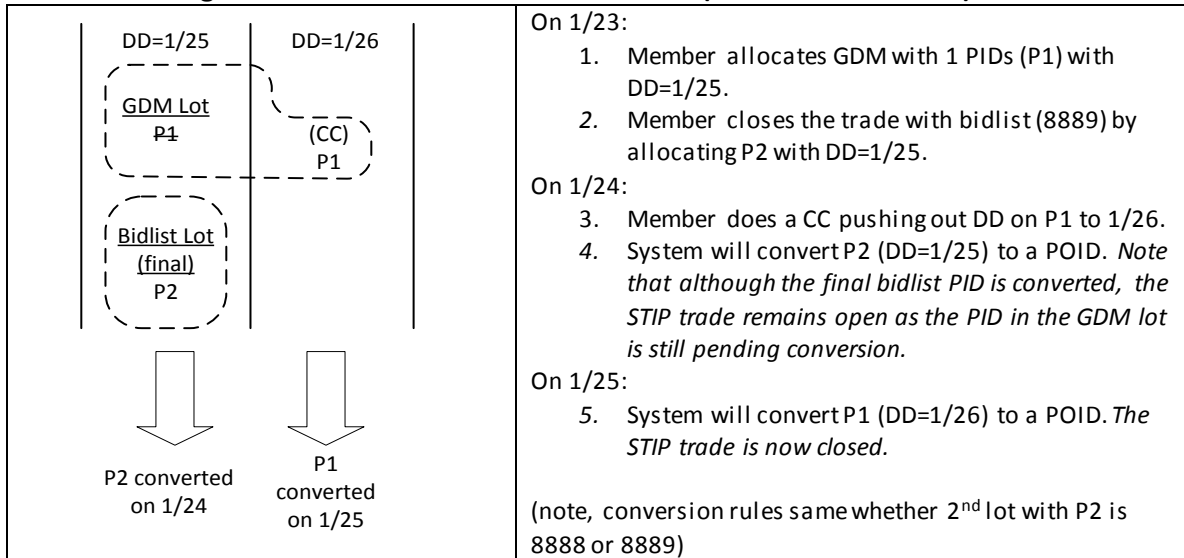 DD=1/25 DD=1/26
GDM Lot
P1
(CC)
P1
Bidlist Lot
(final)
P2
P2 converted
on 1/24
P1
converted
on 1/25
On 1/23:
1. Member allocates GDM with 1 PIDs (P1) with
DD=1/25.
2. Member closes the trade with bidlist (8889) by
allocating P2 with DD=1/25.
On 1/24:
3. Member does a CC pushing out DD on P1 to 1/26.
4. System will convert P2 (DD=1/25) to a POID. Note
that although the final bidlist PID is converted, the
STIP trade remains open as the PID in the GDM lot
is still pending conversion.
On 1/25:
5. System will convert P1 (DD=1/26) to a POID. The
STIP trade is now closed.
(note, conversion rules same whether 2nd lot with P2 is
8888 or 8889)